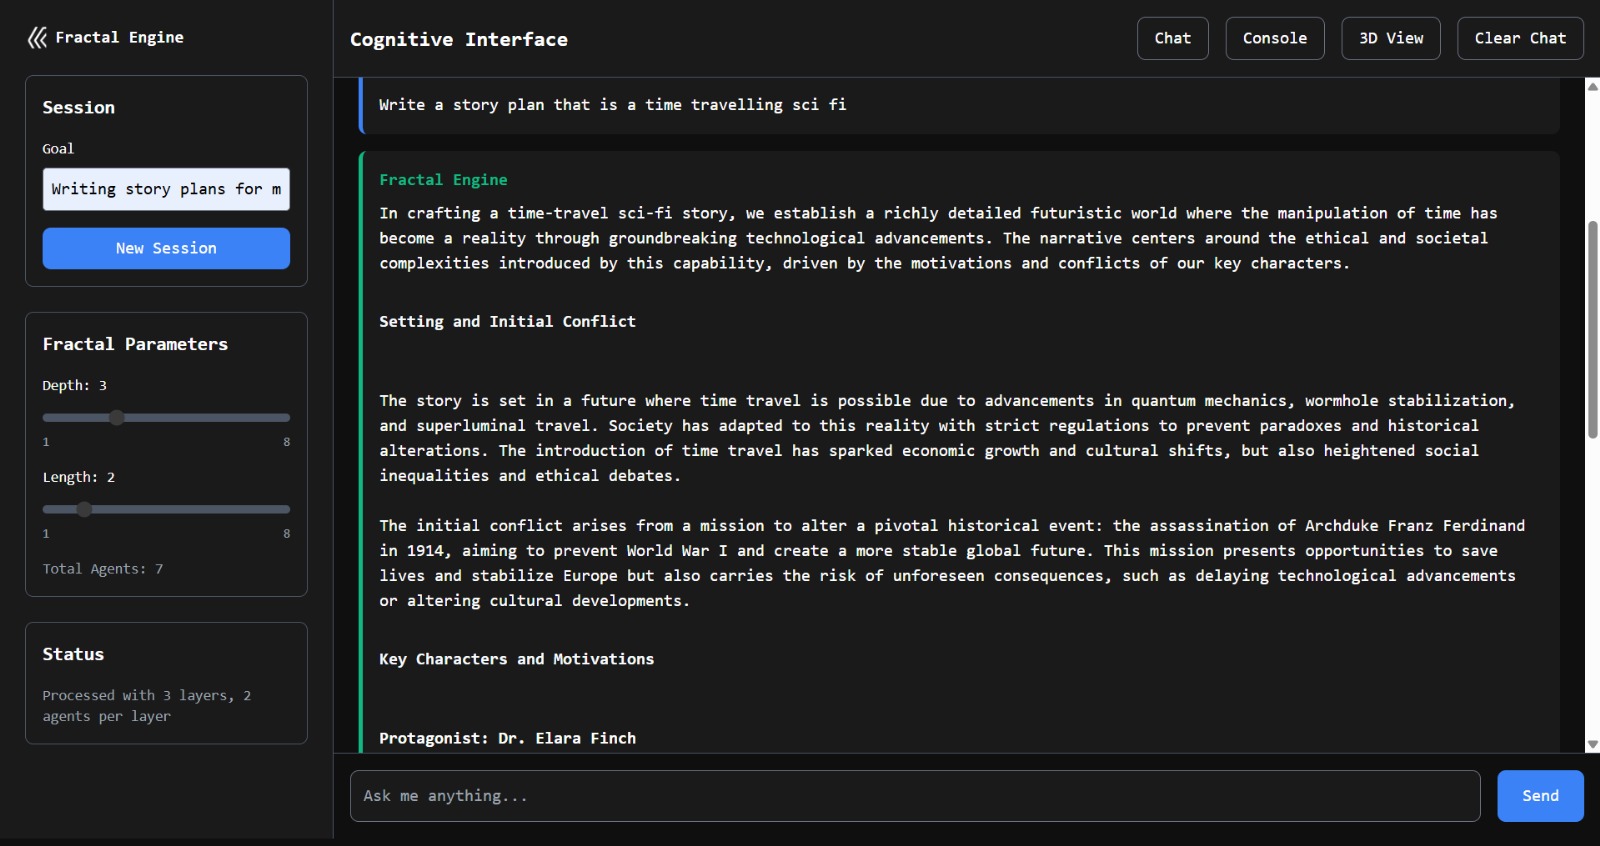 Fractal Engine
Session
Goal
Writing story plans for m
New Session
Fractal Parameters
Depth: 3
1 8
Length: 2
1 8
Total Agents: 7
Status
Processed with 3 layers, 2
agents per layer
Cognitive Interface
Chat
Console
3D View
Clear Chat
Write a story plan that is a time travelling sci fi
Fractal Engine
In crafting a time-travel sci-fi story, we establish a richly detailed futuristic world where the manipulation of time has
become a reality through groundbreaking technological advancements. The narrative centers around the ethical and societal
complexities introduced by this capability, driven by the motivations and conflicts of our key characters.
Setting and Initial Conflict
The story is set in a future where time travel is possible due to advancements in quantum mechanics, wormhole stabilization,
and superluminal travel. Society has adapted to this reality with strict regulations to prevent paradoxes and historical
alterations. The introduction of time travel has sparked economic growth and cultural shifts, but also heightened social
inequalities and ethical debates.
The initial conflict arises from a mission to alter a pivotal historical event: the assassination of Archduke Franz Ferdinand
in 1914, aiming to prevent World War I and create a more stable global future. This mission presents opportunities to save
lives and stabilize Europe but also carries the risk of unforeseen consequences, such as delaying technological advancements
or altering cultural developments.
Key Characters and Motivations
Protagonist: Dr. Elara Finch
Ask me anything...
Send